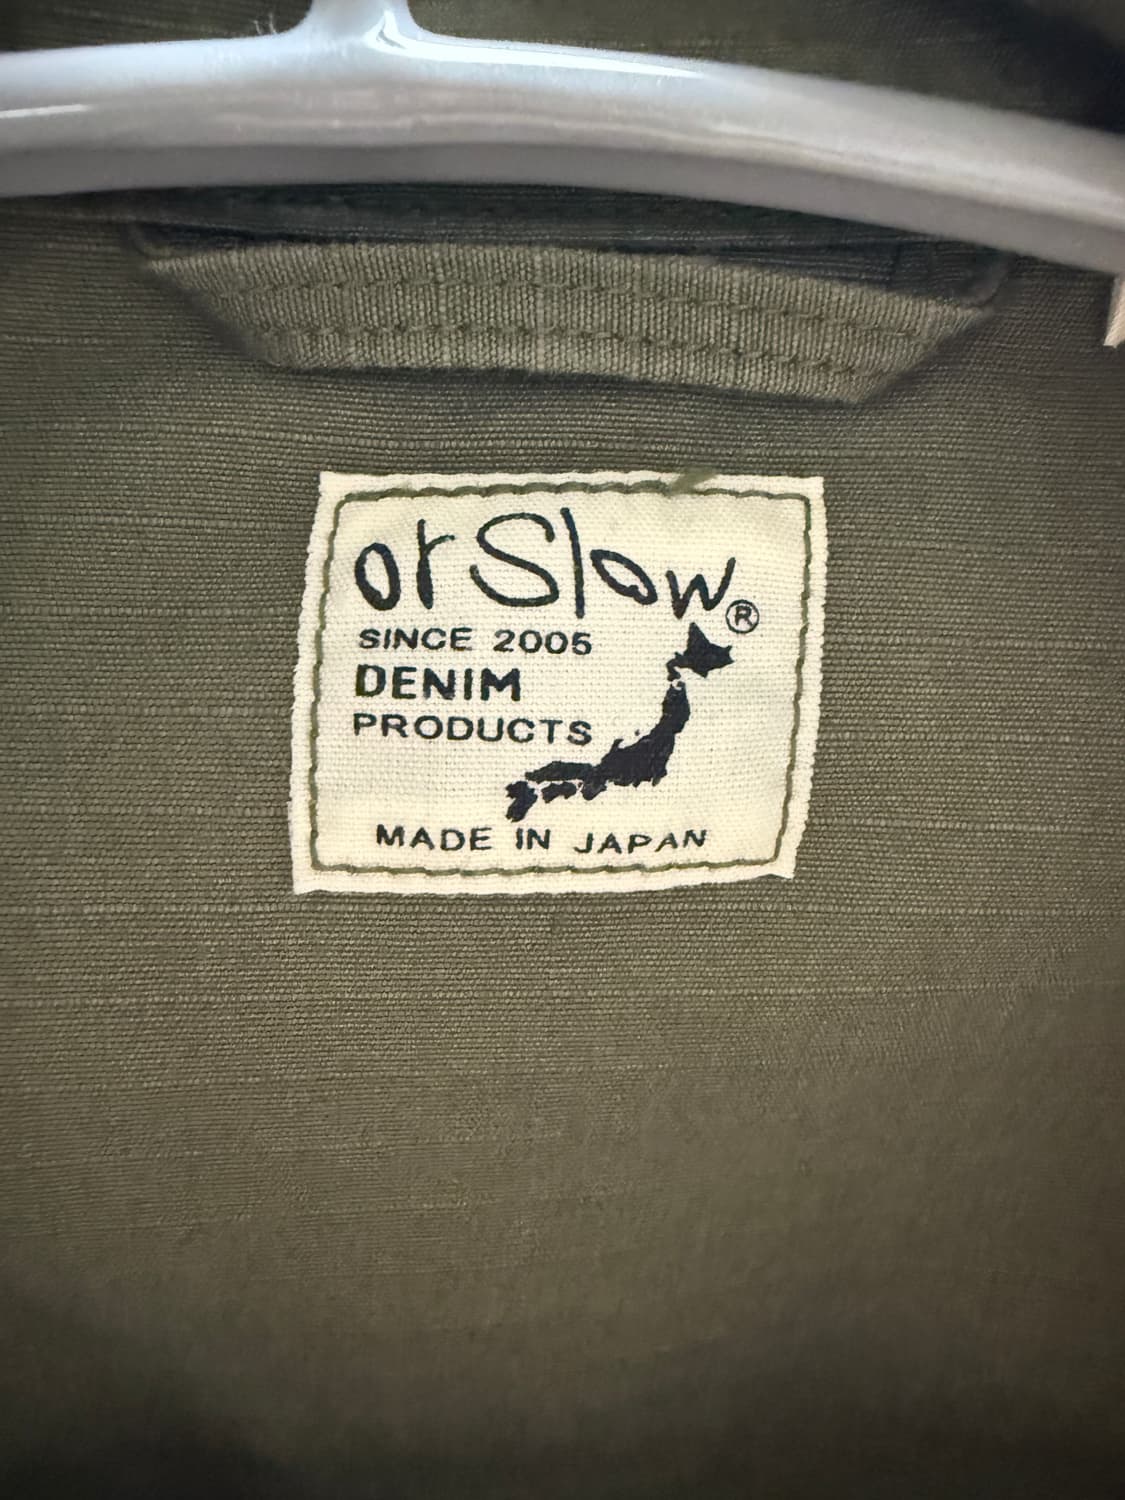 orSlow®
SINCE 2005
DENIM
PRODUCTS
MADE IN JAPAN